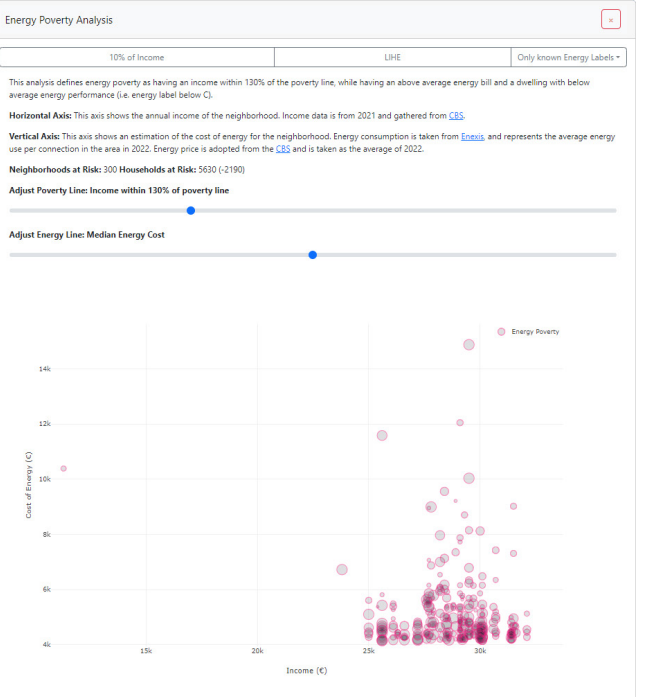 Energy Poverty Analysis
×
10% of Income
LIHE
Only known Energy Labels
This analysis defines energy poverty as having an income within 130% of the poverty line, while having an above average energy bill and a dwelling with below
average energy performance (i.e. energy label below C).
Horizontal Axis: This axis shows the annual income of the neighborhood. Income data is from 2021 and gathered from CBS.
Vertical Axis: This axis shows an estimation of the cost of energy for the neighborhood. Energy consumption is taken from Enexis, and represents the average energy
use per connection in the area in 2022. Energy price is adopted from the CBS and is taken as the average of 2022.
Neighborhoods at Risk: 300 Households at Risk: 5630 (-2190)
Adjust Poverty Line: Income within 130% of poverty line
Adjust Energy Line: Median Energy Cost
Energy Poverty
14k
12k
10k
8k
6k
4k
Cost of Energy (€)
15k
20k
25k
30k
Income (€)